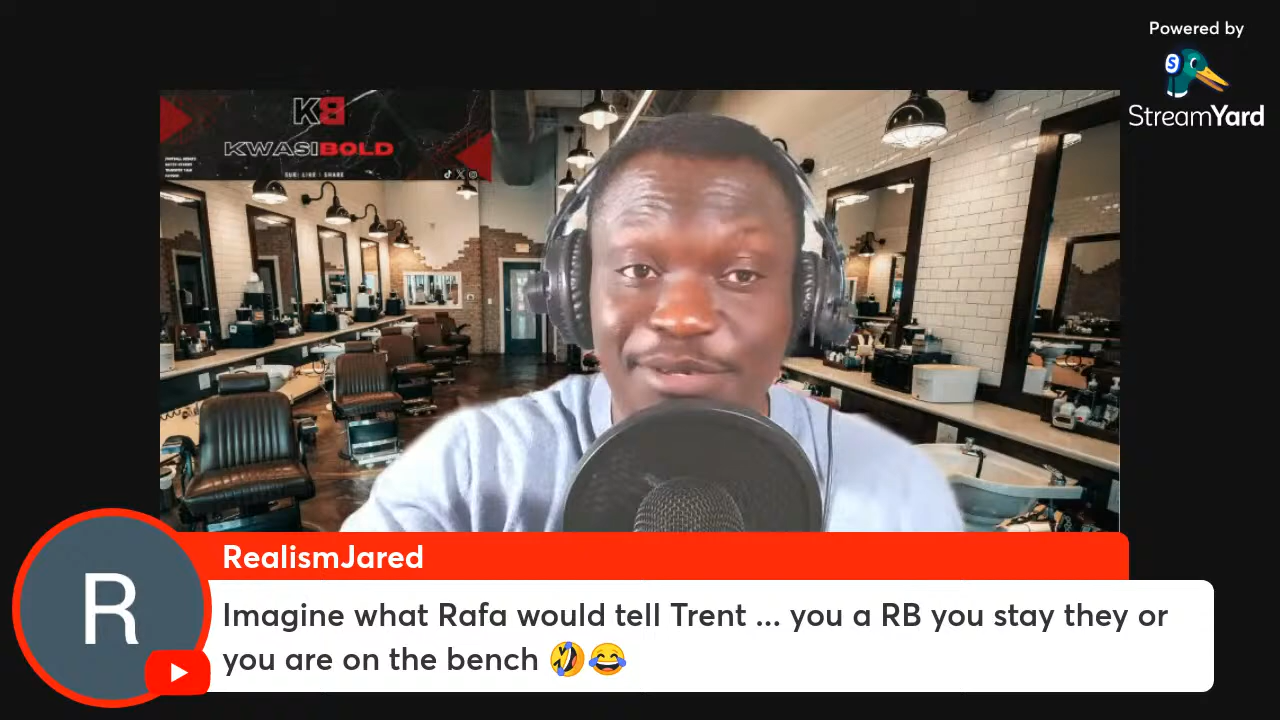 Powered by
StreamYard
KB
KWASIBOLD
SUB | LIKE | SHARE
RealismJared
R
Imagine what Rafa would tell Trent ... you a RB you stay they or
you are on the bench 🤣😂